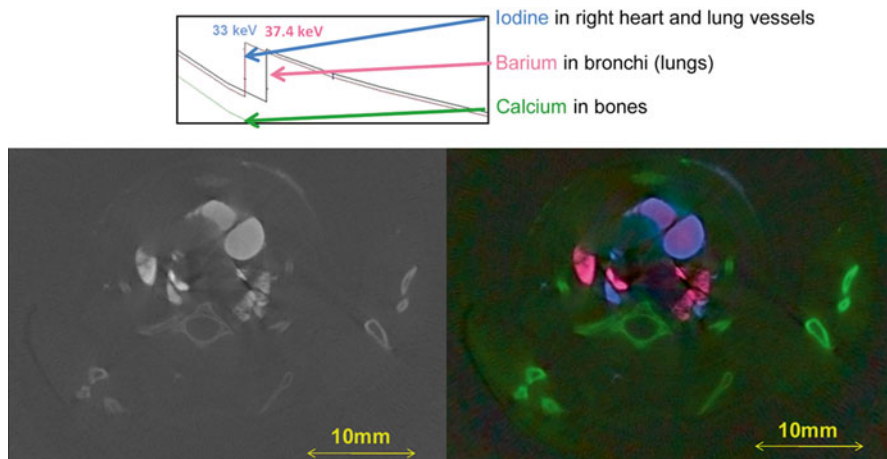 33 keV
37.4 keV
Iodine in right heart and lung vessels
Barium in bronchi (lungs)
Calcium in bones
10mm
10mm